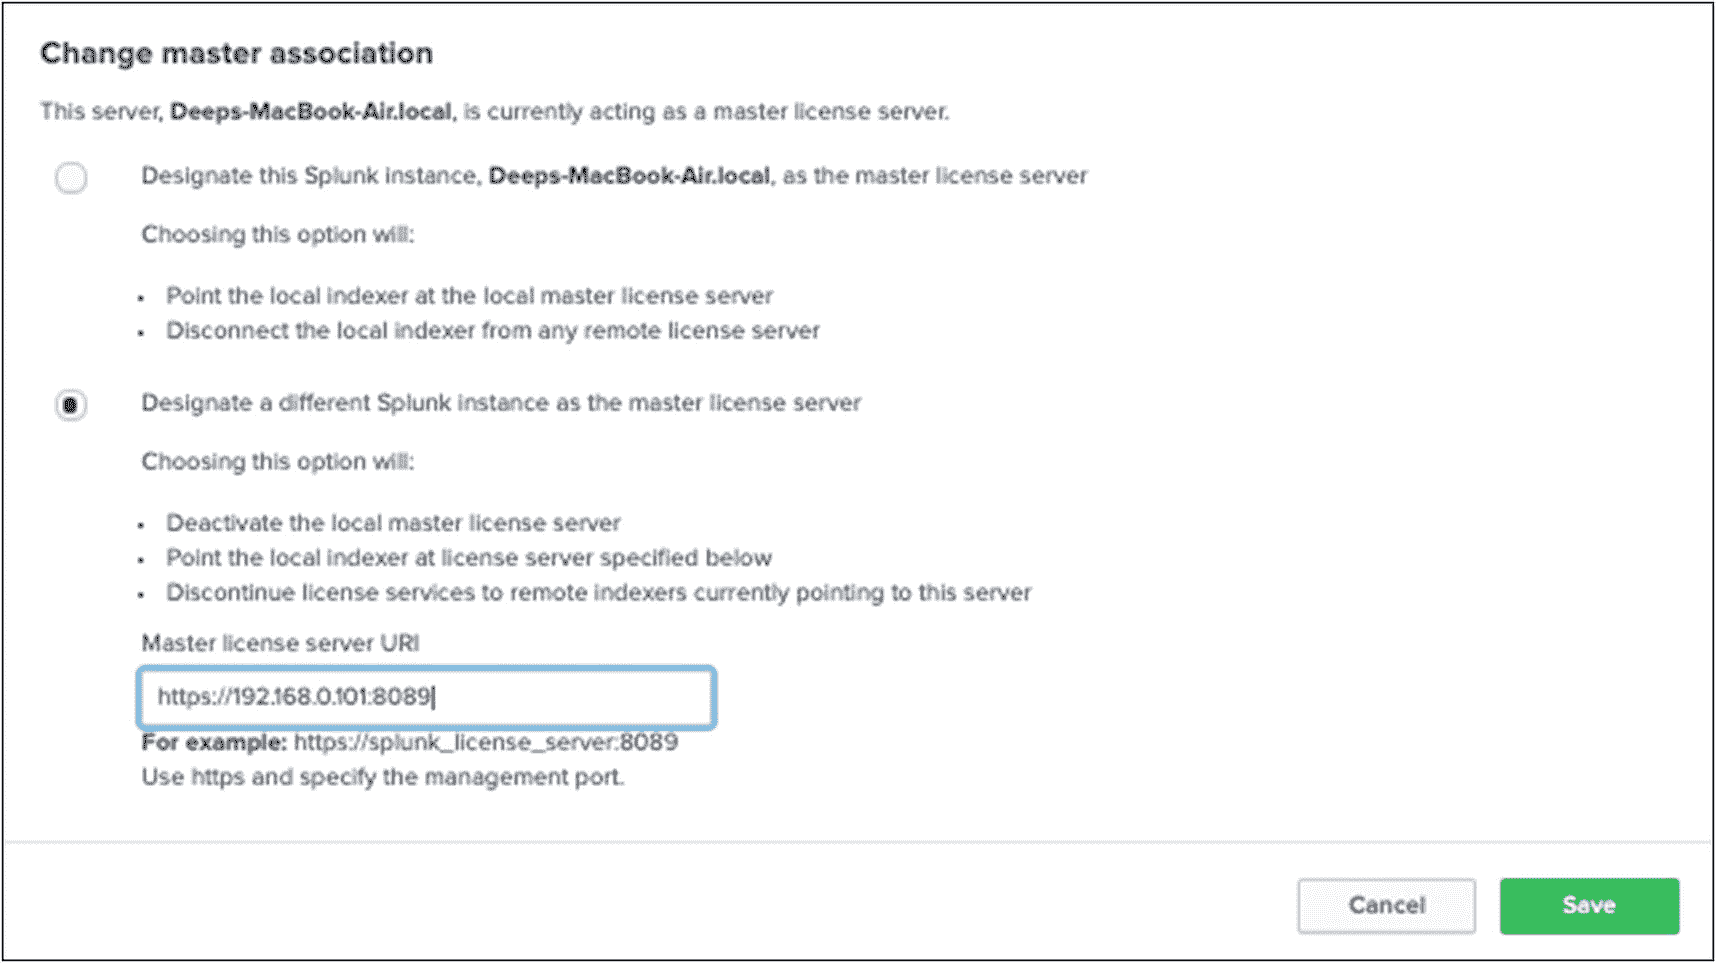 Change master association
This server, Deeps-MacBook-Air.local, is currently acting as a master license server.
Designate this Splunk instance, Deeps-MacBook-Air.local, as the master license server
Choosing this option will:
• Point the local indexer at the local master license server
• Disconnect the local indexer from any remote license server
Designate a different Splunk instance as the master license server
Choosing this option will:
• Deactivate the local master license server
• Point the local indexer at license server specified below
• Discontinue license services to remote indexers currently pointing to this server
Master license server URI
https://192.168.0.101:8089
For example: https://splunk_license_server:8089
Use https and specify the management port.
Cancel
Save